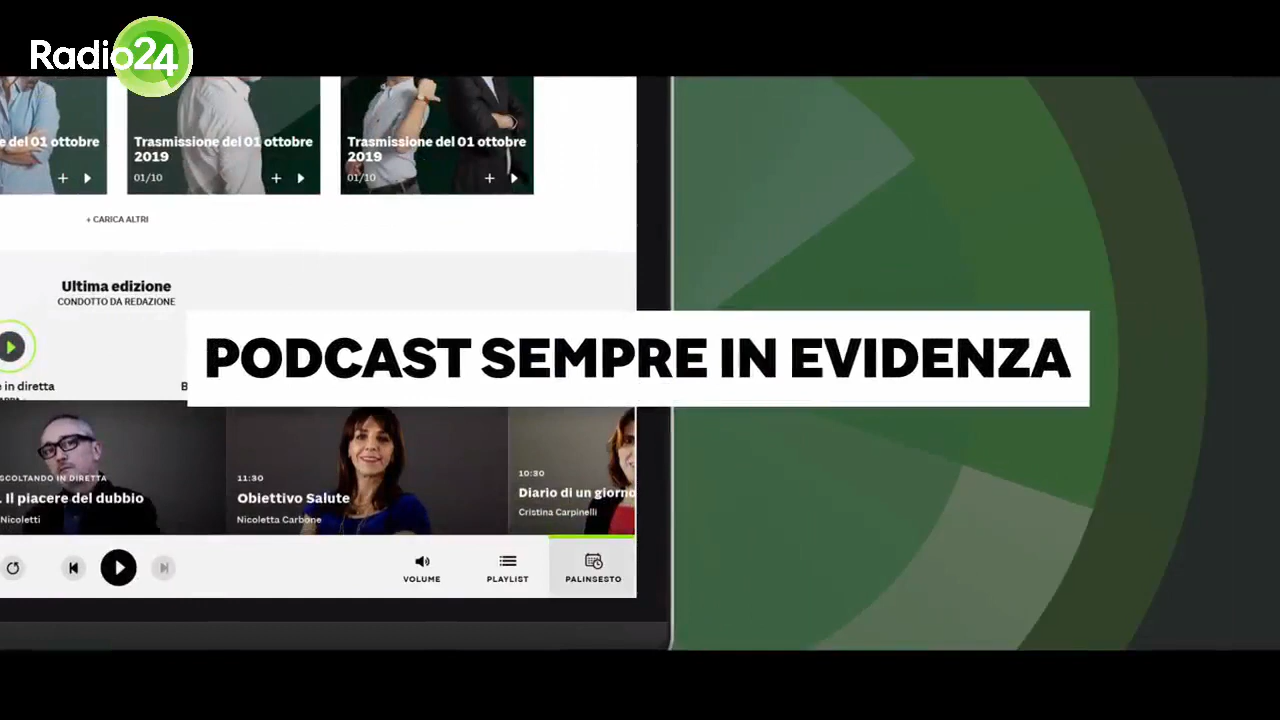 Radio24
e del 01 ottobre
Trasmissione del 01 ottobre
2019
01/10
Trasmissione del 01 ottobre
2019
01/10
+ CARICA ALTRI
Ultima edizione
CONDOTTO DA REDAZIONE
PODCAST SEMPRE IN EVIDENZA
in diretta
B
SCOLTANDO IN DIRETTA
. Il piacere del dubbio
Nicoletti
11:30
Obiettivo Salute
Nicoletta Carbone
10:30
Diario di un giorno
Cristina Carpinelli
VOLUME
PLAYLIST
PALINSESTO